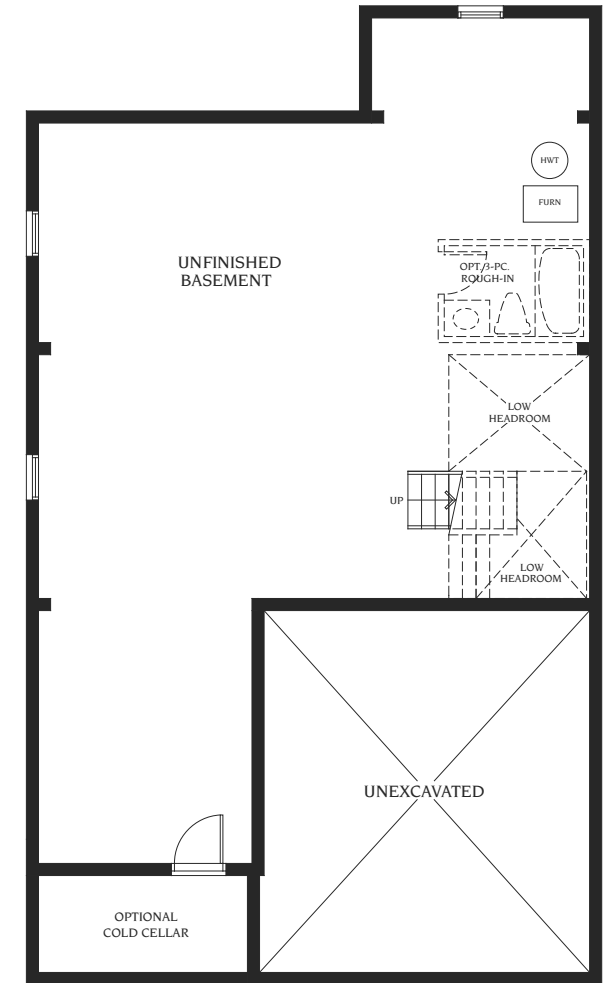 HWT
FURN
UNFINISHED
BASEMENT
OPT. 3-PC.
ROUGH-IN
LOW
HEADROOM
UP
LOW
HEADROOM
UNEXCAVATED
OPTIONAL
COLD CELLAR